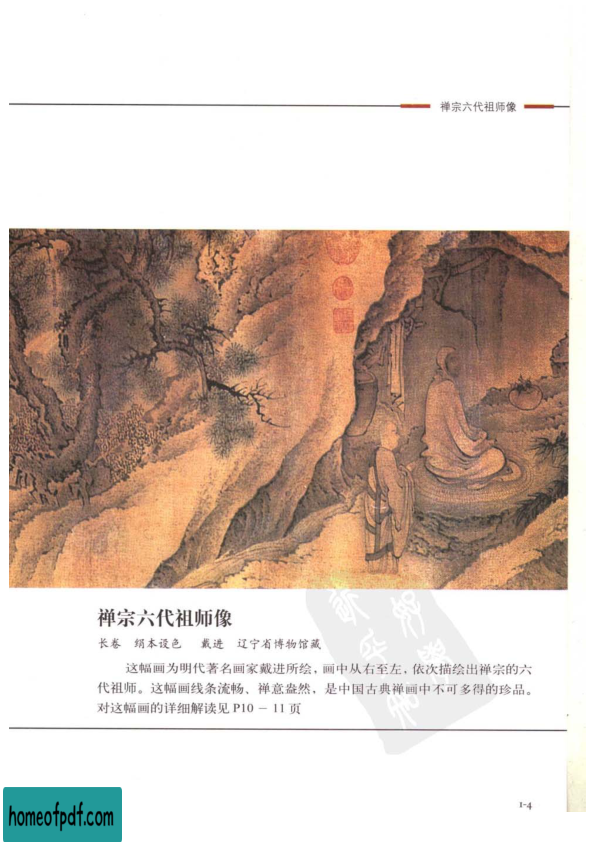 禅宗六代祖师像
禅宗六代祖师像
长卷 绢本设色 戴进 辽宁省博物馆藏
这幅画为明代著名画家戴进所绘，画中从右至左，依次描绘出禅宗的六
代祖师。这幅画线条流畅、禅意盎然，是中国古典禅画中不可多得的珍品。
对这幅画的详细解读见P10 － 11 页
1-4
homeofpdf.com